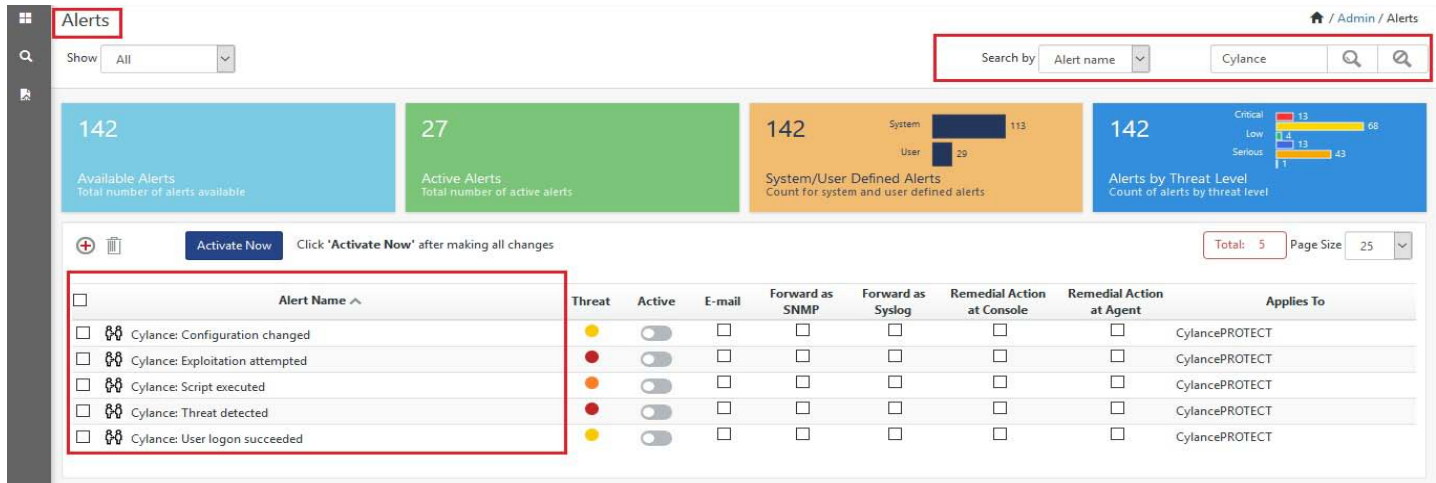 Alerts
/ Admin / Alerts
Show All
Search by Alert name Cylance
142
Available Alerts
Total number of alerts available
27
Active Alerts
Total number of active alerts
142
System 113
User 29
System/User Defined Alerts
Count for system and user defined alerts
142
Critical 13
68
Low 4
13
Serious 43
1
Alerts by Threat Level
Count of alerts by threat level
Activate Now Click 'Activate Now' after making all changes
Total: 5 Page Size 25
Alert Name Threat Active E-mail Forward as SNMP Forward as Syslog Remedial Action at Console Remedial Action at Agent Applies To
Cylance: Configuration changed CylancePROTECT
Cylance: Exploitation attempted CylancePROTECT
Cylance: Script executed CylancePROTECT
Cylance: Threat detected CylancePROTECT
Cylance: User logon succeeded CylancePROTECT